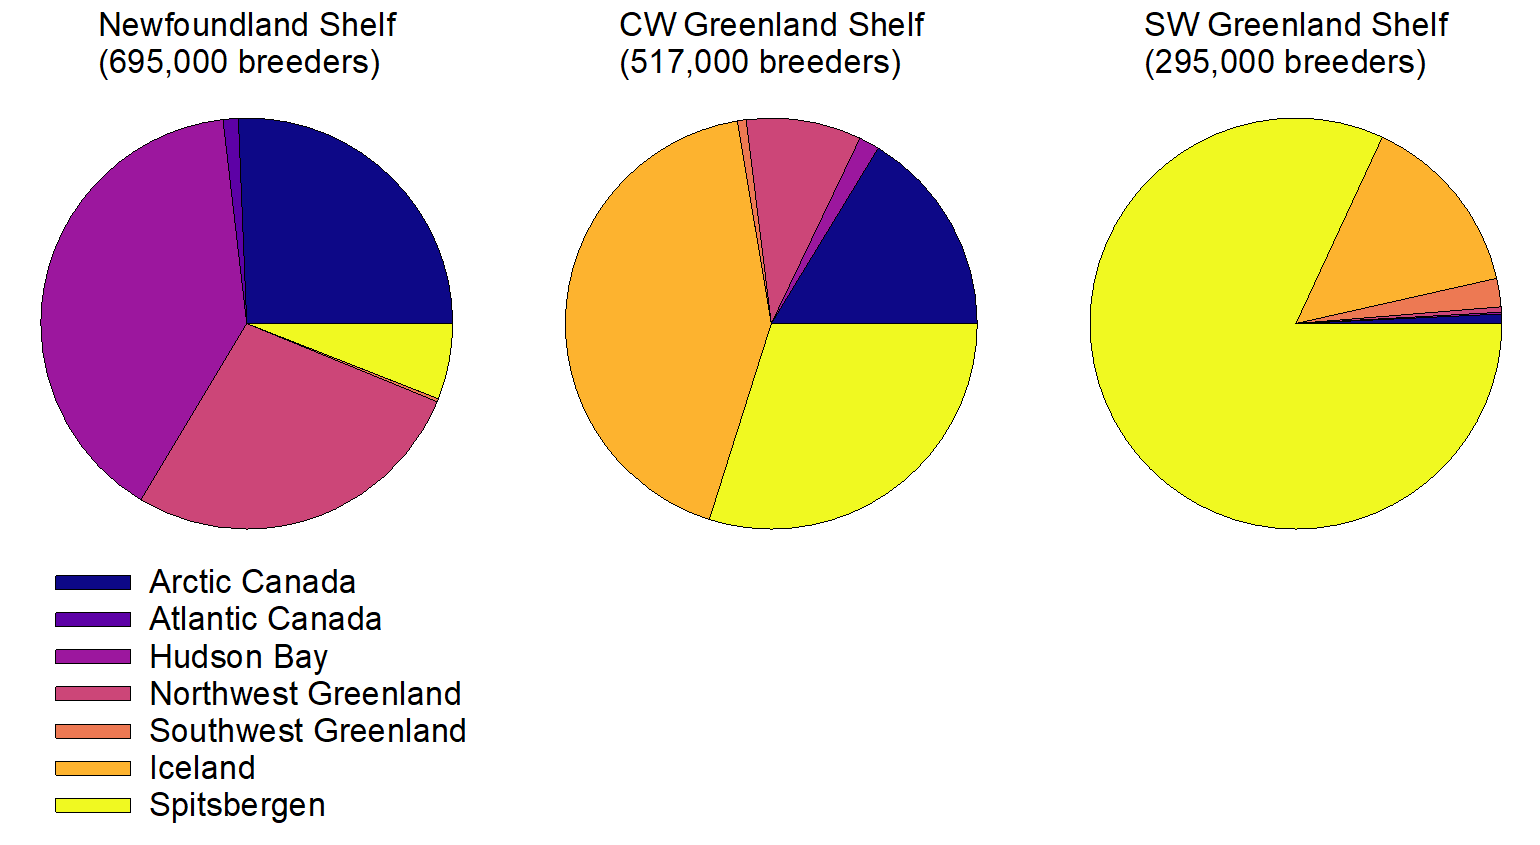 Newfoundland Shelf
(695,000 breeders)
CW Greenland Shelf
(517,000 breeders)
SW Greenland Shelf
(295,000 breeders)
Arctic Canada
Atlantic Canada
Hudson Bay
Northwest Greenland
Southwest Greenland
Iceland
Spitsbergen